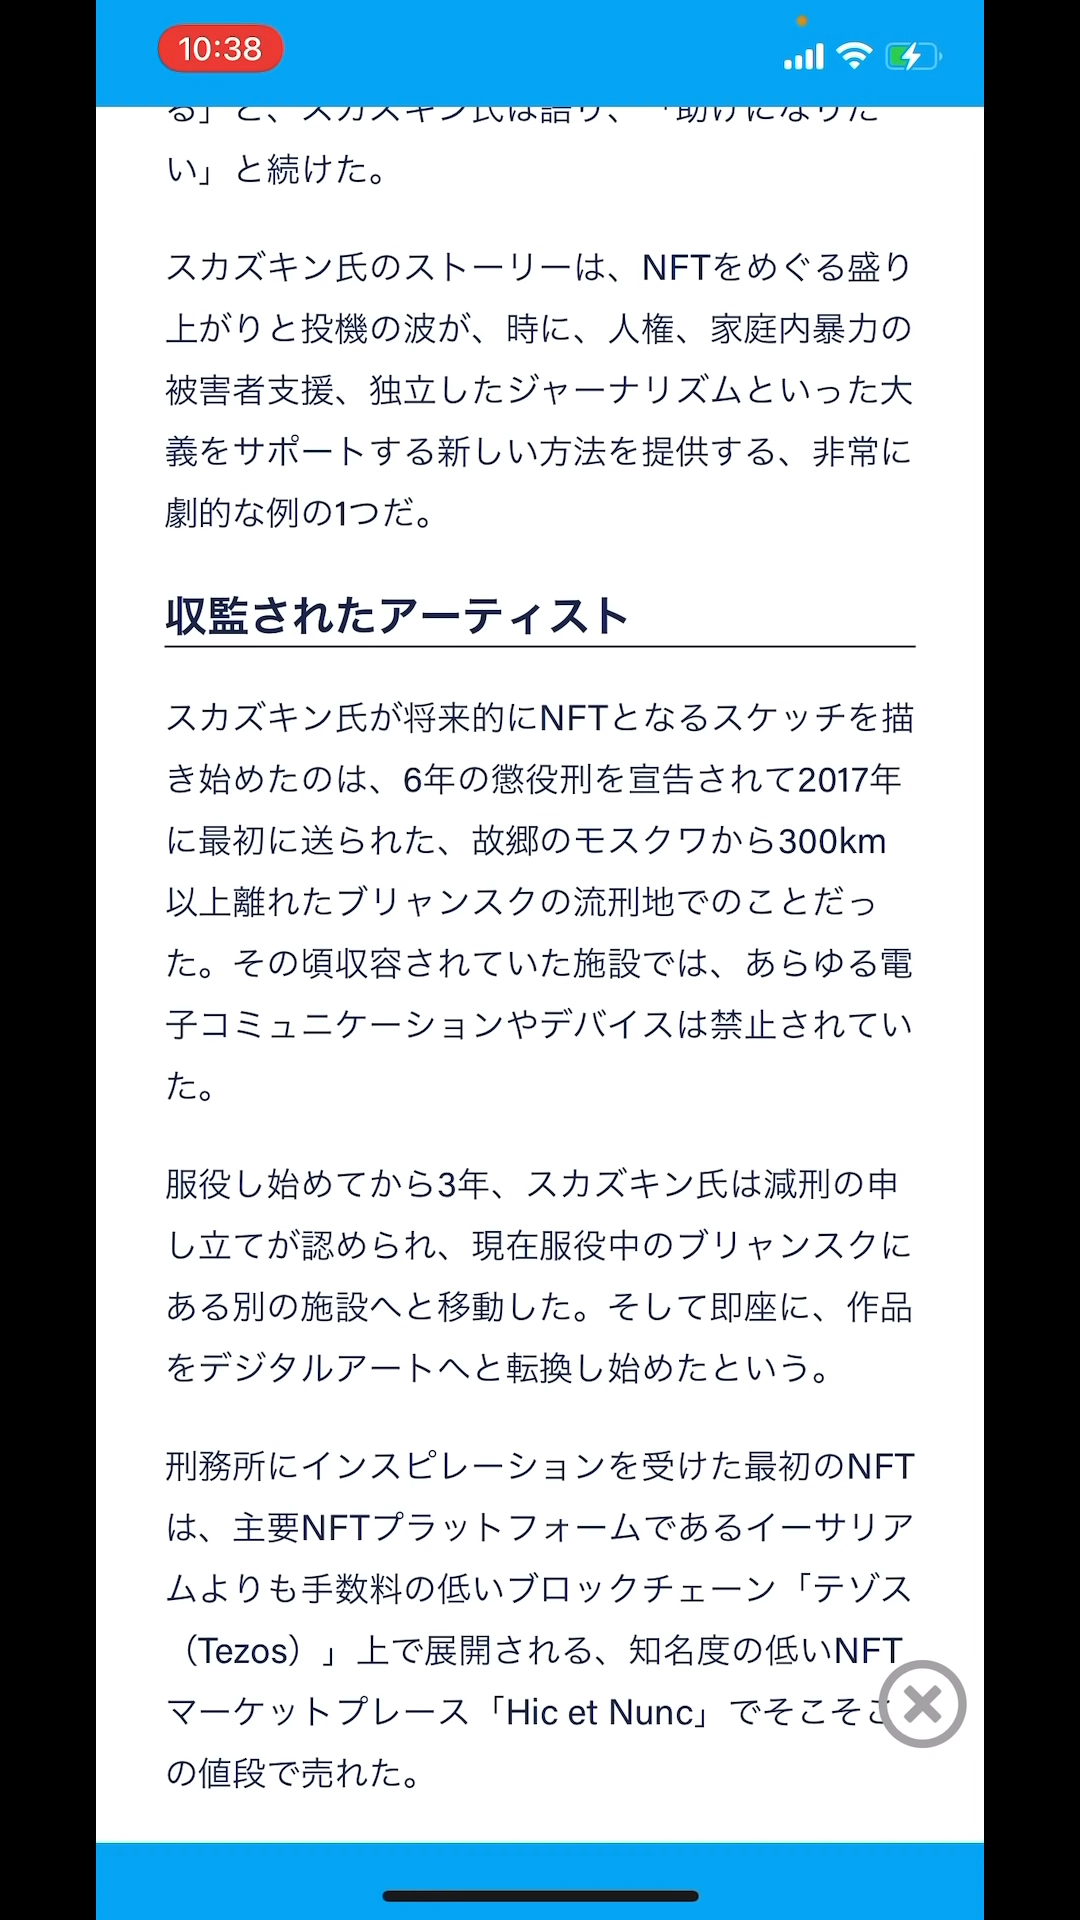 10:38
る」と、スカズキン氏は語り、「助けになりた
い」と続けた。
スカズキン氏のストーリーは、NFTをめぐる盛り
上がりと投機の波が、時に、人権、家庭内暴力の
被害者支援、独立したジャーナリズムといった大
義をサポートする新しい方法を提供する、非常に
劇的な例の1つだ。
収監されたアーティスト
スカズキン氏が将来的にNFTとなるスケッチを描
き始めたのは、6年の懲役刑を宣告されて2017年
に最初に送られた、故郷のモスクワから300km
以上離れたブリャンスクの流刑地でのことだっ
た。その頃収容されていた施設では、あらゆる電
子コミュニケーションやデバイスは禁止されてい
た。
服役し始めてから3年、スカズキン氏は減刑の申
し立てが認められ、現在服役中のブリャンスクに
ある別の施設へと移動した。そして即座に、作品
をデジタルアートへと転換し始めたという。
刑務所にインスピレーションを受けた最初のNFT
は、主要NFTプラットフォームであるイーサリア
ムよりも手数料の低いブロックチェーン「テゾス
（Tezos）」上で展開される、知名度の低いNFT
マーケットプレース「Hic et Nunc」でそこそこ
の値段で売れた。